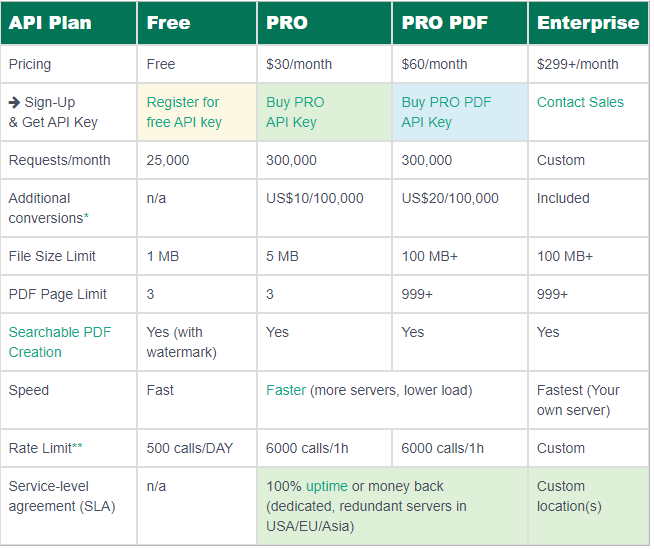 API Plan Free PRO PRO PDF Enterprise
Pricing Free $30/month $60/month $299+/month
➔ Sign-Up Register for Buy PRO Buy PRO PDF Contact Sales
& Get API Key free API key API Key API Key
Requests/month 25,000 300,000 300,000 Custom
Additional n/a US$10/100,000 US$20/100,000 Included
conversions*
File Size Limit 1 MB 5 MB 100 MB+ 100 MB+
PDF Page Limit 3 3 999+ 999+
Searchable PDF Yes (with Yes Yes Yes
Creation watermark)
Speed Fast Faster (more servers, lower load) Fastest (Your
own server)
Rate Limit** 500 calls/DAY 6000 calls/1h 6000 calls/1h Custom
Service-level n/a 100% uptime or money back Custom
agreement (SLA) (dedicated, redundant servers in location(s)
USA/EU/Asia)